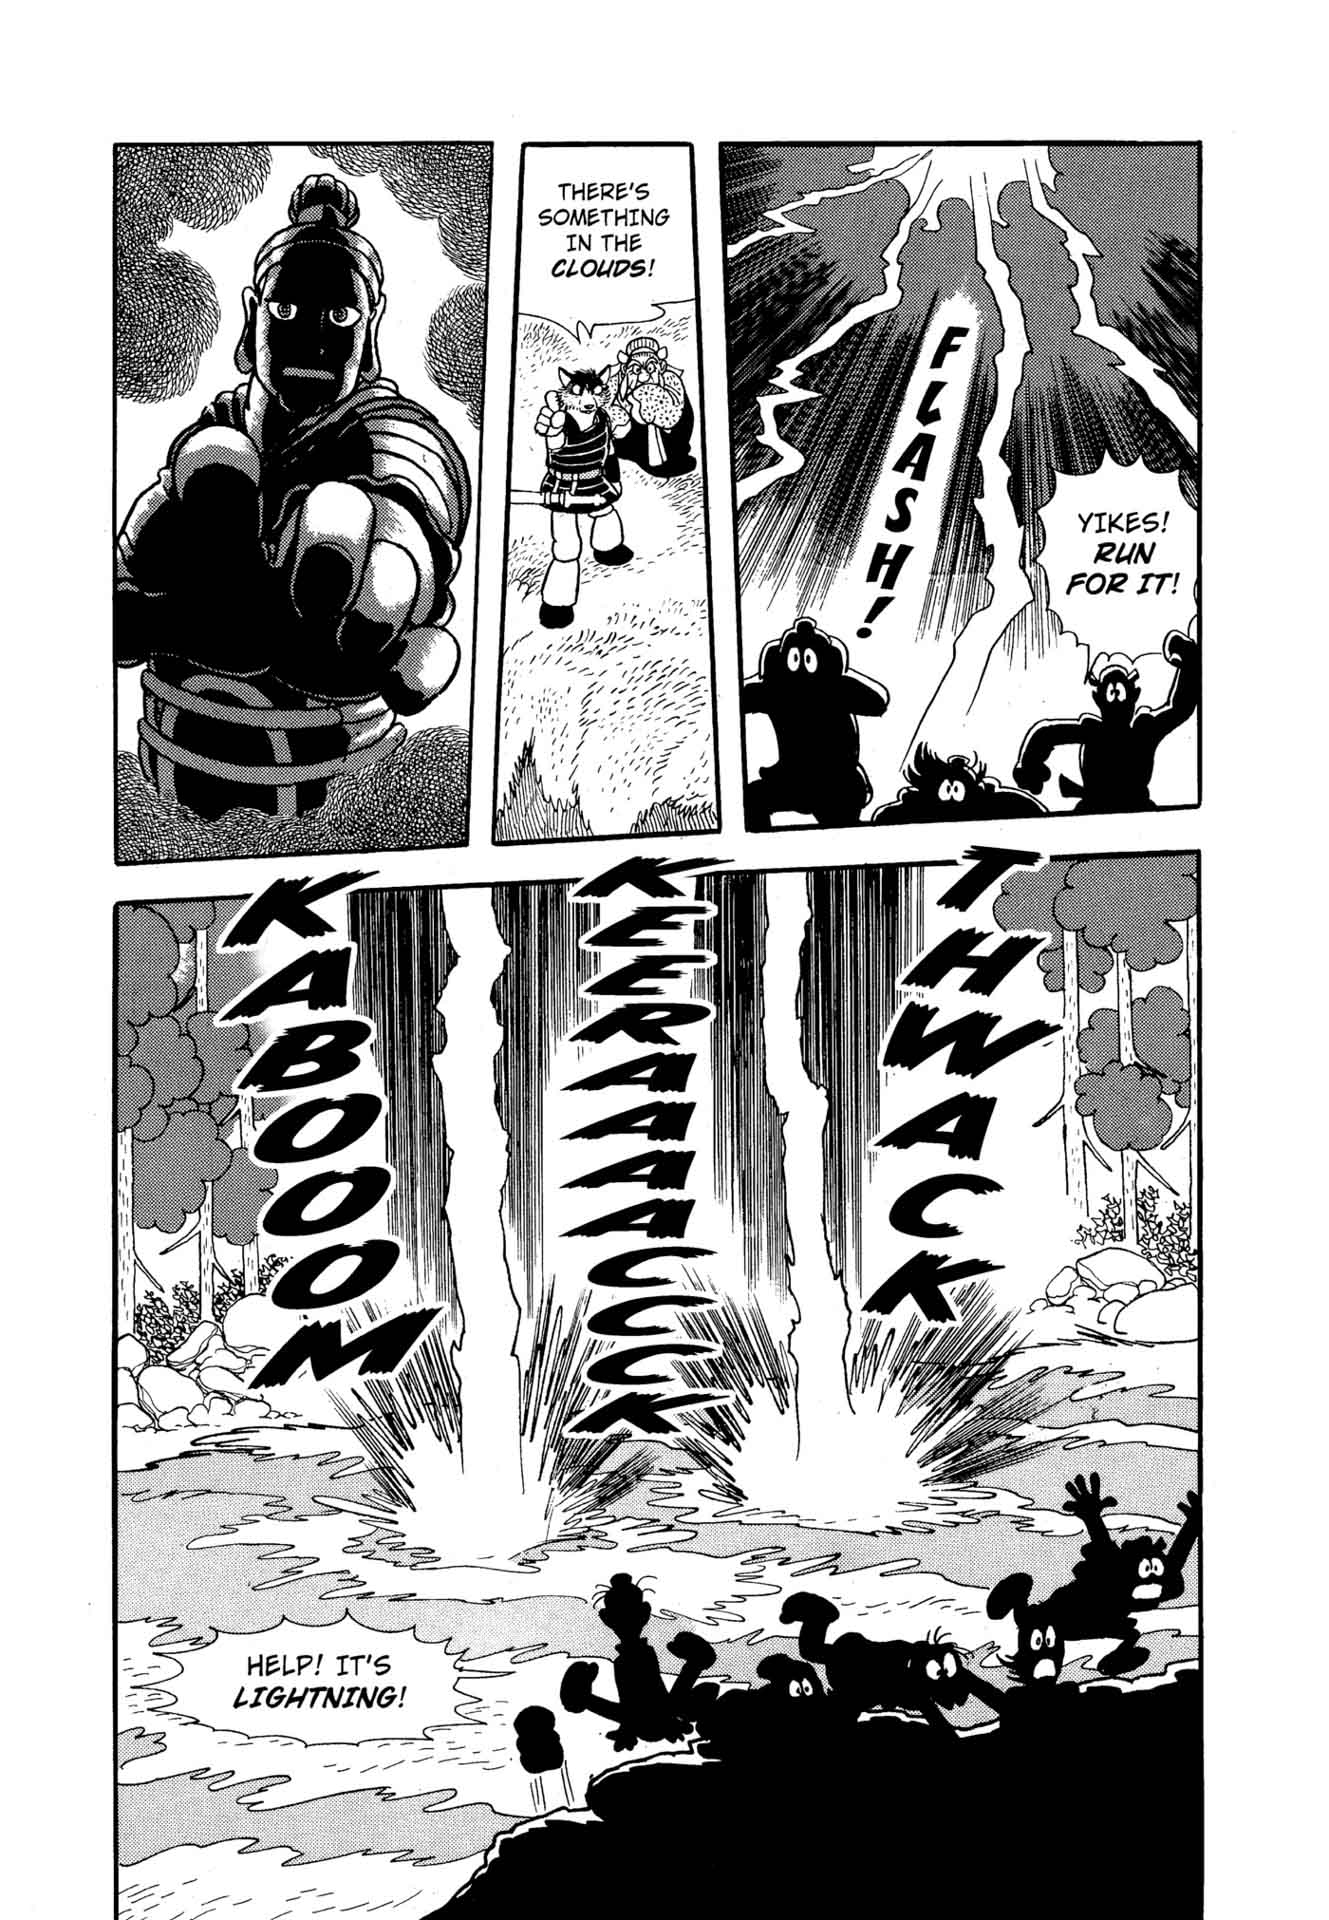 THERE'S
SOMETHING
IN THE
CLOUDS!
FLASH!
YIKES!
RUN
FOR IT!
KABOOOM
KEERAAAACCCK
THWACK
HELP! IT'S
LIGHTNING!